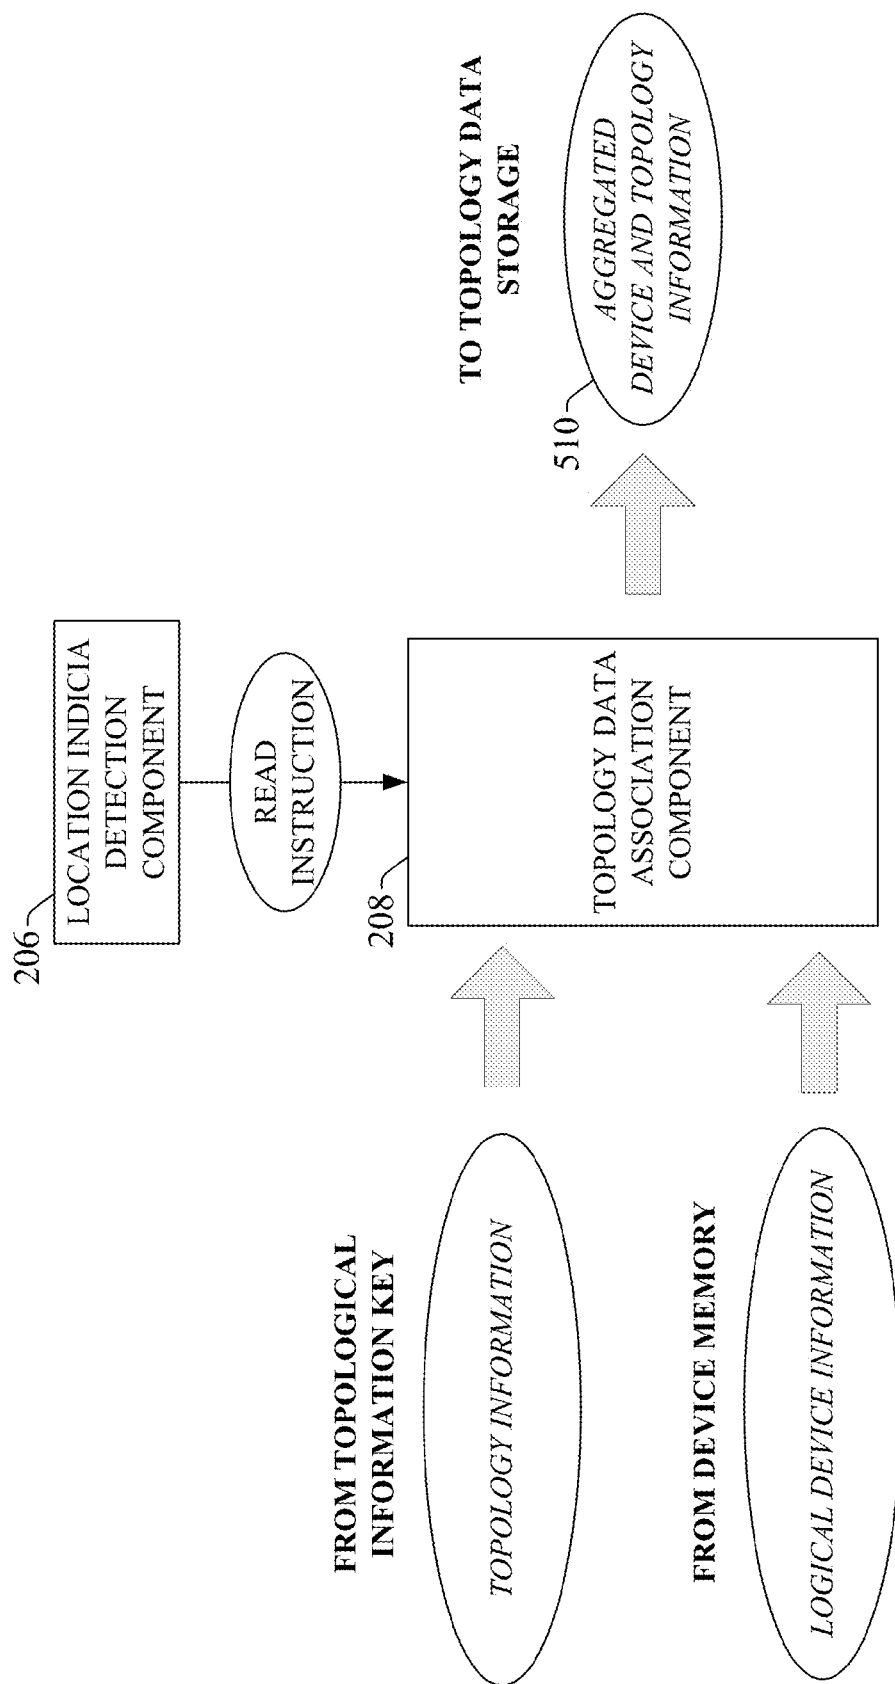 206
LOCATION INDICIA
DETECTION
COMPONENT
READ
INSTRUCTION
208
TOPOLOGY DATA
ASSOCIATION
COMPONENT
FROM TOPOLOGICAL
INFORMATION KEY
TOPOLOGY INFORMATION
FROM DEVICE MEMORY
LOGICAL DEVICE INFORMATION
TO TOPOLOGY DATA
STORAGE
510
AGGREGATED
DEVICE AND TOPOLOGY
INFORMATION